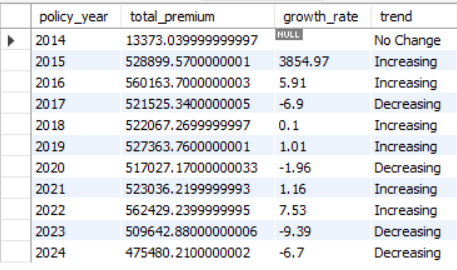 policy_year total_premium growth_rate trend
2014 13373.039999999997 NULL No Change
2015 528899.5700000001 3854.97 Increasing
2016 560163.7000000003 5.91 Increasing
2017 521525.3400000005 -6.9 Decreasing
2018 522067.2699999997 0.1 Increasing
2019 527363.7600000001 1.01 Increasing
2020 517027.17000000033 -1.96 Decreasing
2021 523036.2199999993 1.16 Increasing
2022 562429.2399999995 7.53 Increasing
2023 509642.88000000006 -9.39 Decreasing
2024 475480.2100000002 -6.7 Decreasing